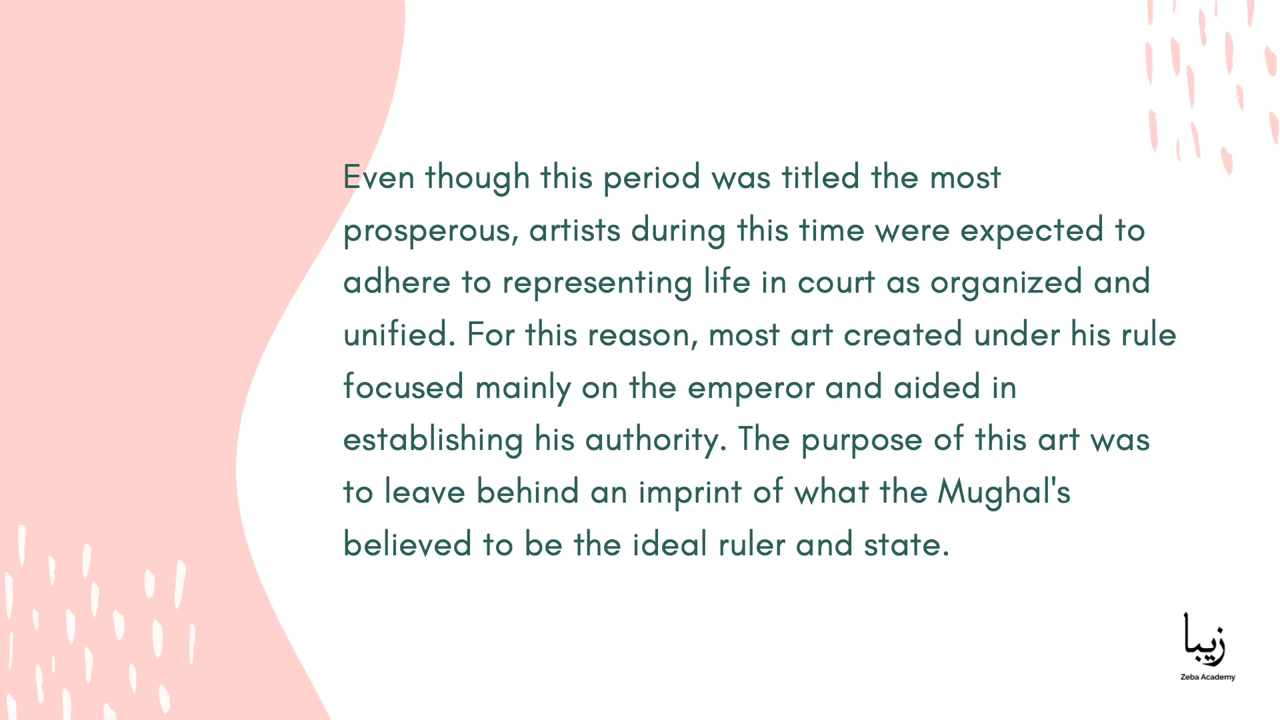 Even though this period was titled the most
prosperous, artists during this time were expected to
adhere to representing life in court as organized and
unified. For this reason, most art created under his rule
focused mainly on the emperor and aided in
establishing his authority. The purpose of this art was
to leave behind an imprint of what the Mughal's
believed to be the ideal ruler and state.
زيبا
Zeba Academy